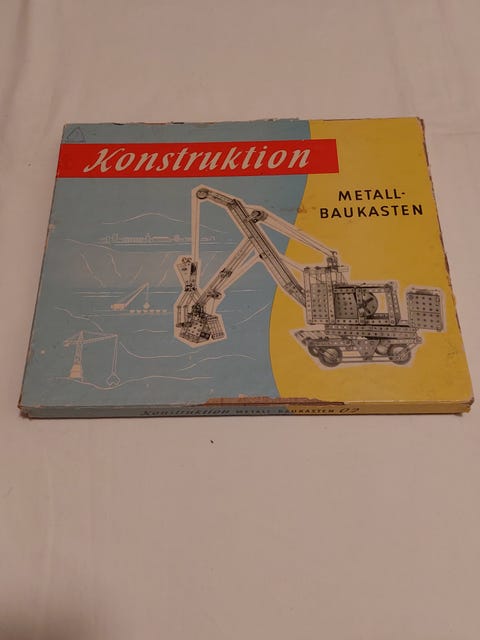 Konstruktion
METALL-
BAUKASTEN
Konstruktion METALL-BAUKASTEN 02